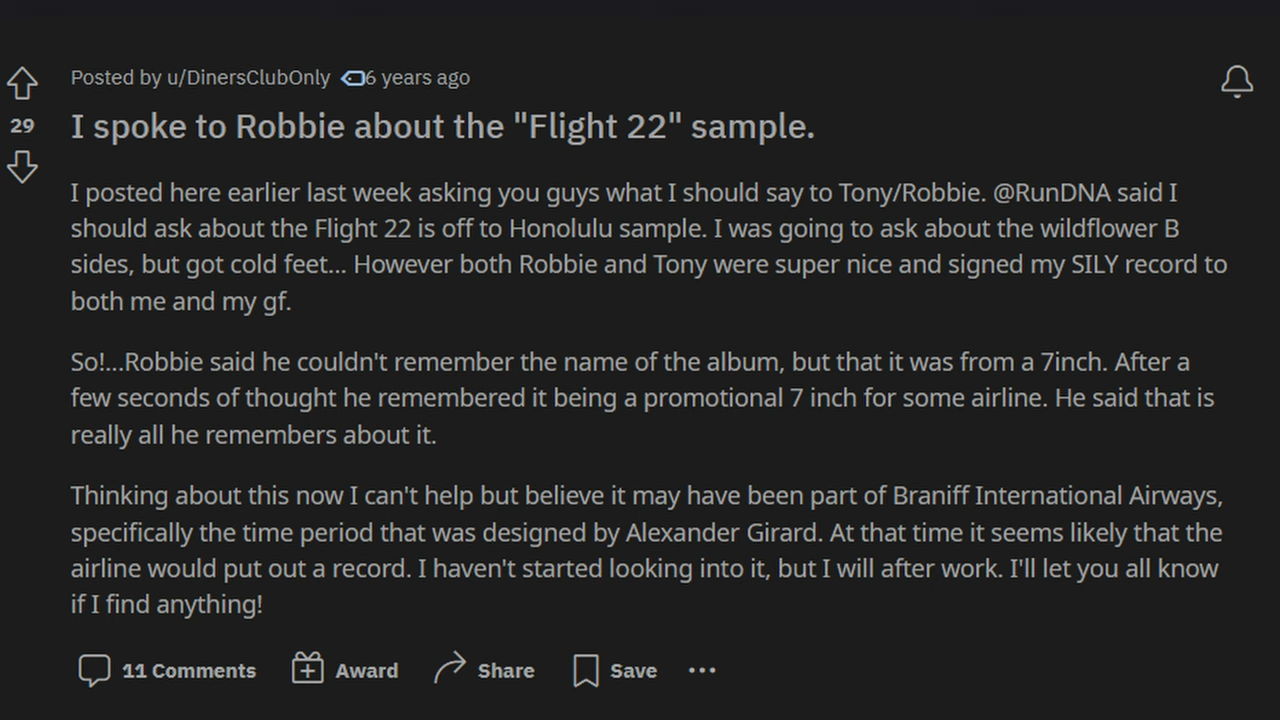 Posted by u/DinersClubOnly 6 years ago
29
I spoke to Robbie about the "Flight 22" sample.
I posted here earlier last week asking you guys what I should say to Tony/Robbie. @RunDNA said I
should ask about the Flight 22 is off to Honolulu sample. I was going to ask about the wildflower B
sides, but got cold feet... However both Robbie and Tony were super nice and signed my SILY record to
both me and my gf.
So!...Robbie said he couldn't remember the name of the album, but that it was from a 7inch. After a
few seconds of thought he remembered it being a promotional 7 inch for some airline. He said that is
really all he remembers about it.
Thinking about this now I can't help but believe it may have been part of Braniff International Airways,
specifically the time period that was designed by Alexander Girard. At that time it seems likely that the
airline would put out a record. I haven't started looking into it, but I will after work. I'll let you all know
if I find anything!
11 Comments Award Share Save